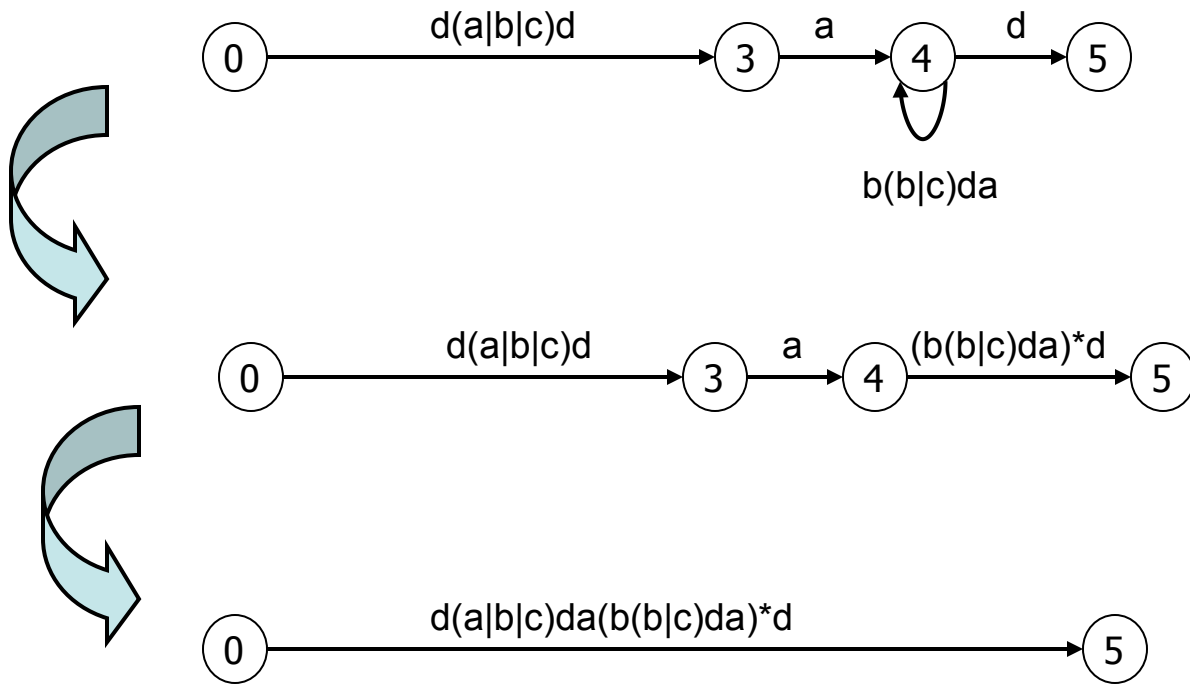 d(a|b|c)d a d
0 3 4 5
b(b|c)da
d(a|b|c)d a (b(b|c)da)*d
0 3 4 5
d(a|b|c)da(b(b|c)da)*d
0 5